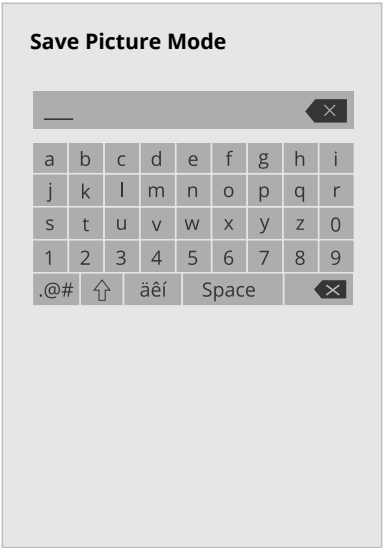 Save Picture Mode
a b c d e f g h i
j k l m n o p q r
s t u v w x y z 0
1 2 3 4 5 6 7 8 9
.@# äêí Space